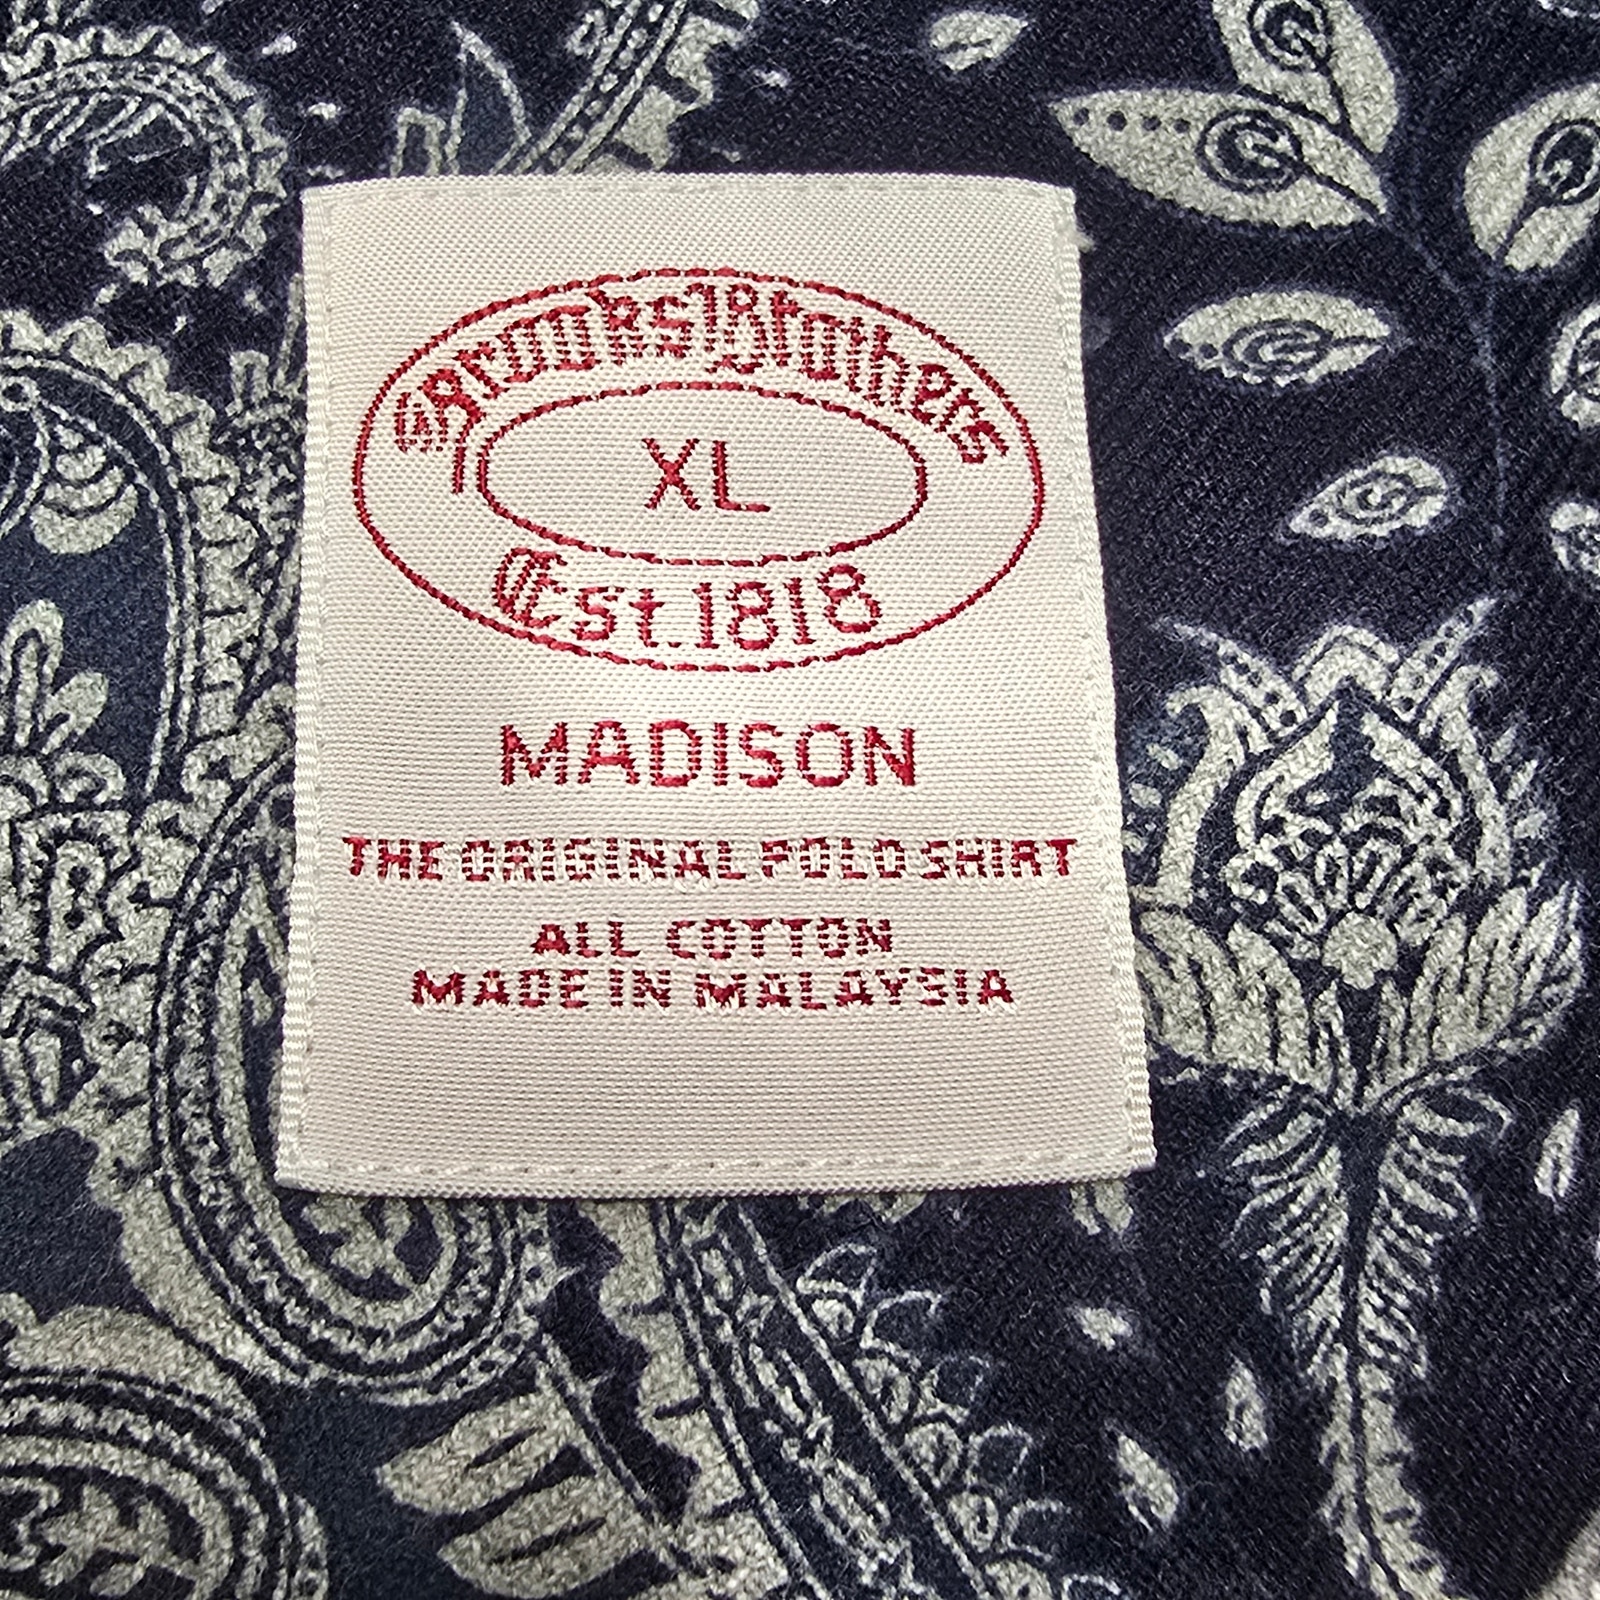 Brooks Brothers
XL
Est. 1818
MADISON
THE ORIGINAL POLO SHIRT
ALL COTTON
MADE IN MALAYSIA